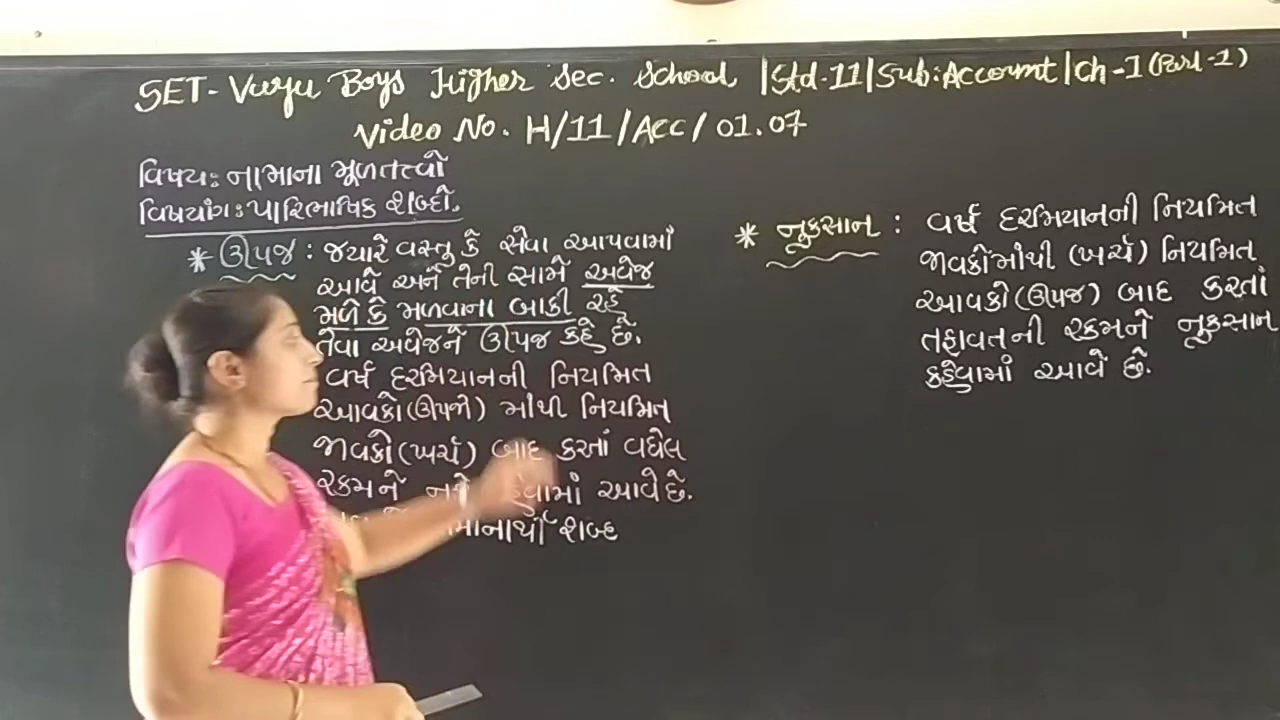 SET- Vuyu Boys Higher Sec. School |Std-11|Sub:Account|Ch-1(Part-1)
Video No. H/11/Acc/01.07
વિષય: નામાના મૂળતત્ત્વો
વિષયાંગ: પારિભાષિક શબ્દો.
* ઊપજ : જ્યારે વસ્તુ કે સેવા આપવામાં
આવે અને તેની સામે અવેજ
મળે કે મળવાના બાકી રહે
તેવા અવેજને ઊપજ કહે છે.
વર્ષ દરમિયાનની નિયમિત
આવકો(ઊપજો) માંથી નિયમિત
જાવકો(ખર્ચ) બાદ કરતાં વધેલ
રકમને આવે છે.
શબ્દ
* નૂકસાન : વર્ષ દરમિયાનની નિયમિત
જાવકોમાંથી (ખર્ચ) નિયમિત
આવકો(ઊપજ) બાદ કરતાં
તફાવતની રકમને નૂકસાન
કહેવામાં આવે છે.